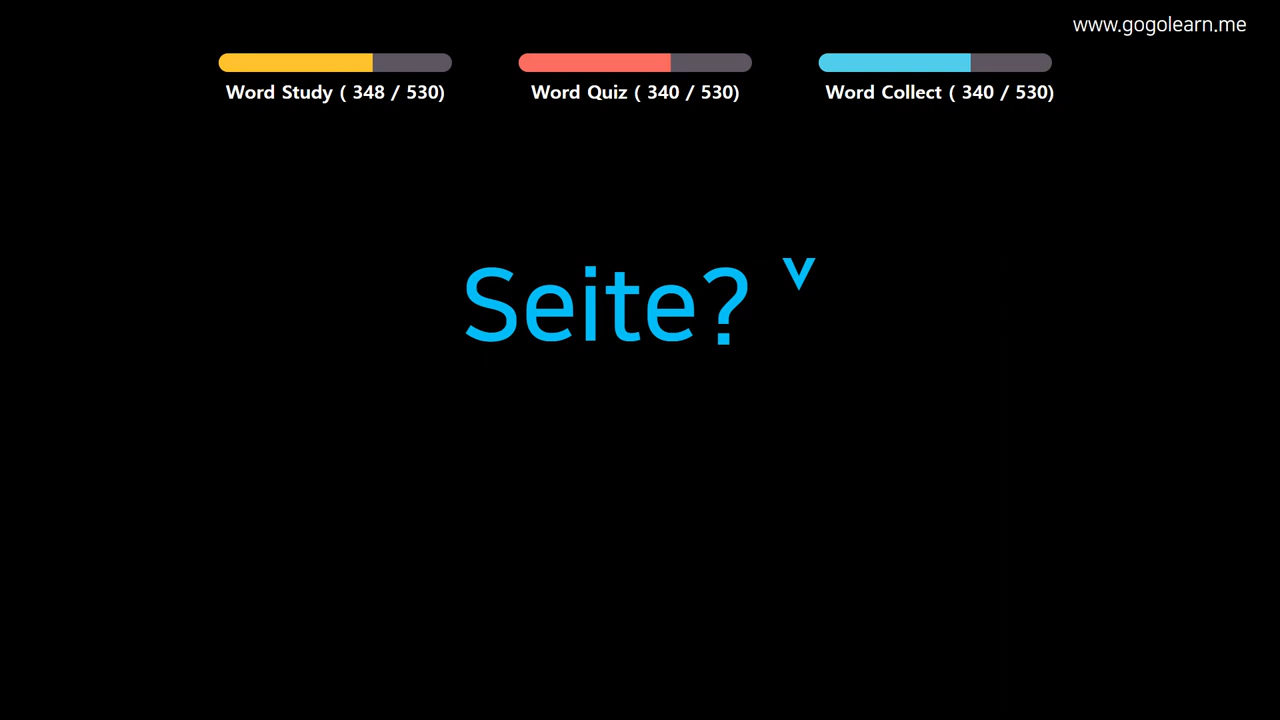 www.gogolearn.me
Word Study ( 348 / 530)
Word Quiz ( 340 / 530)
Word Collect ( 340 / 530)
Seite? ˅